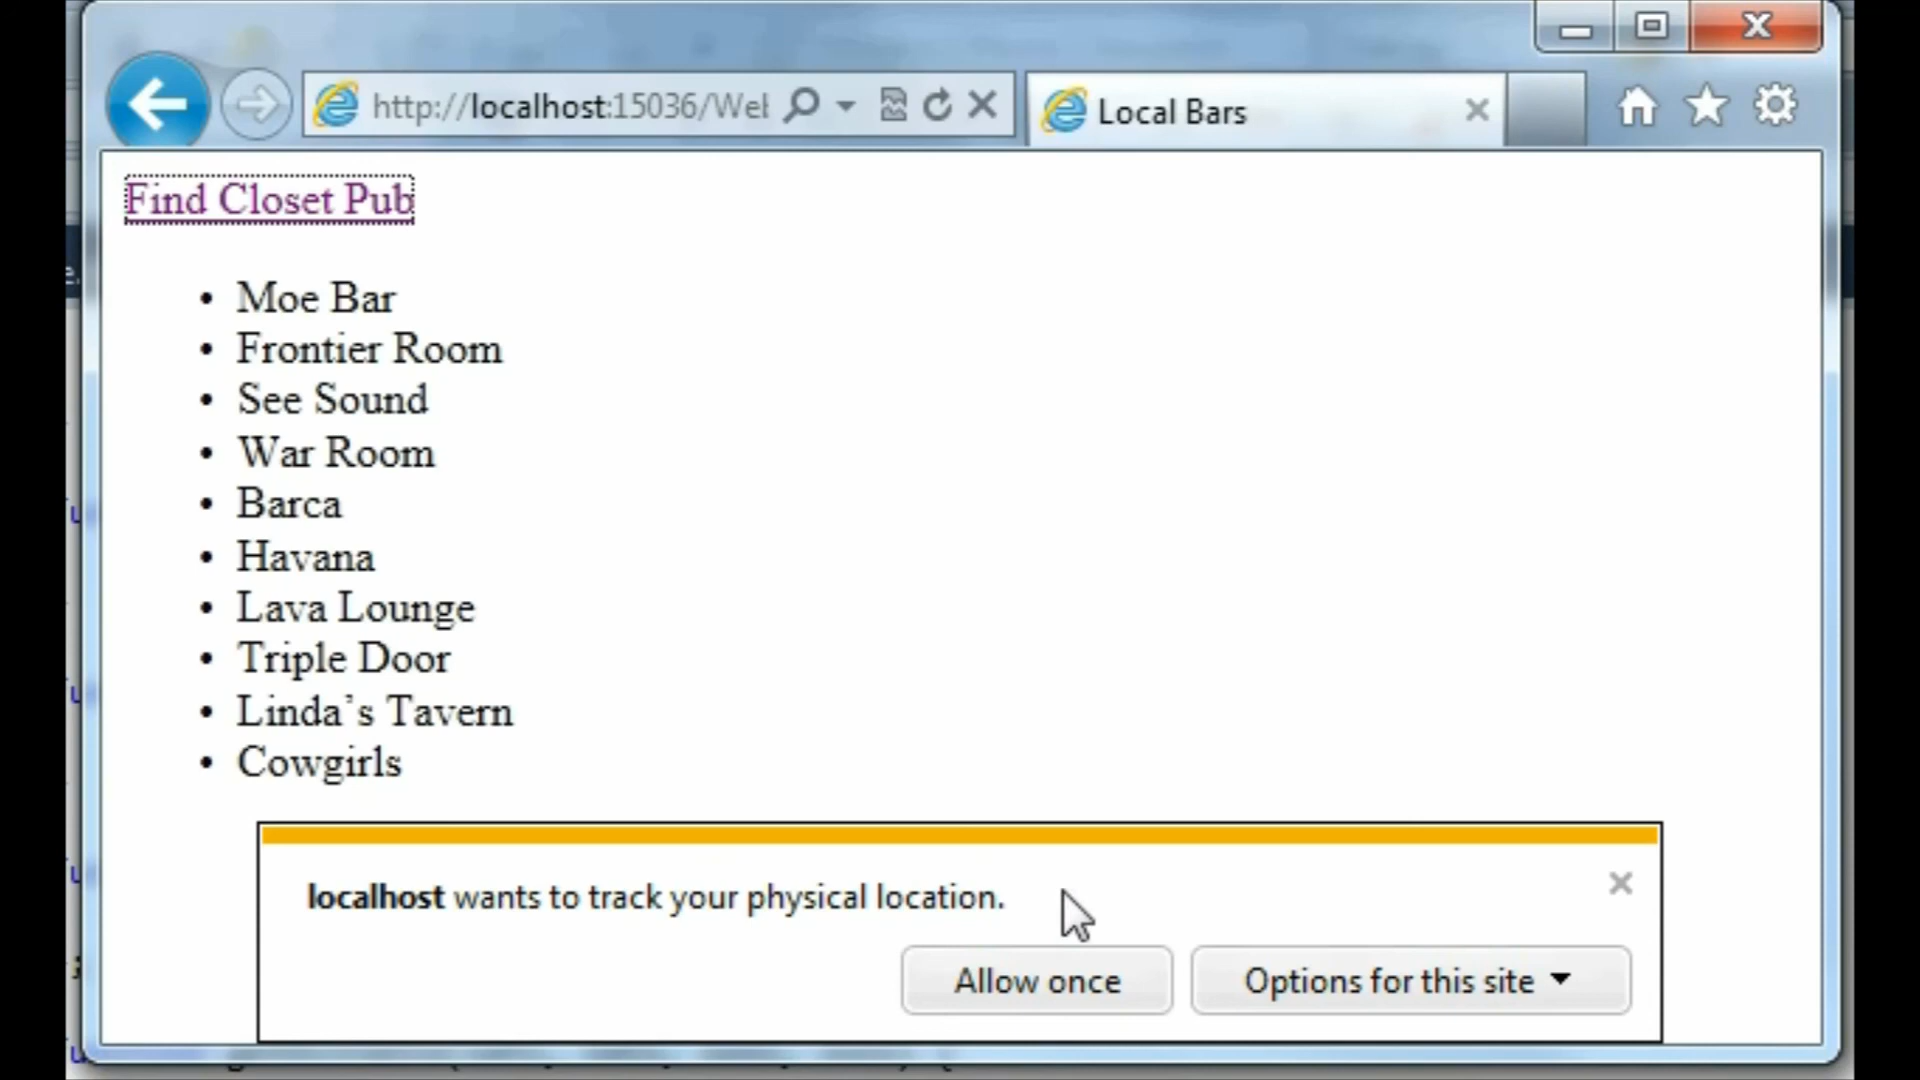 http://localhost:15036/Wel
Local Bars
Find Closet Pub
• Moe Bar
• Frontier Room
• See Sound
• War Room
• Barca
• Havana
• Lava Lounge
• Triple Door
• Linda’s Tavern
• Cowgirls
localhost wants to track your physical location.
Allow once
Options for this site